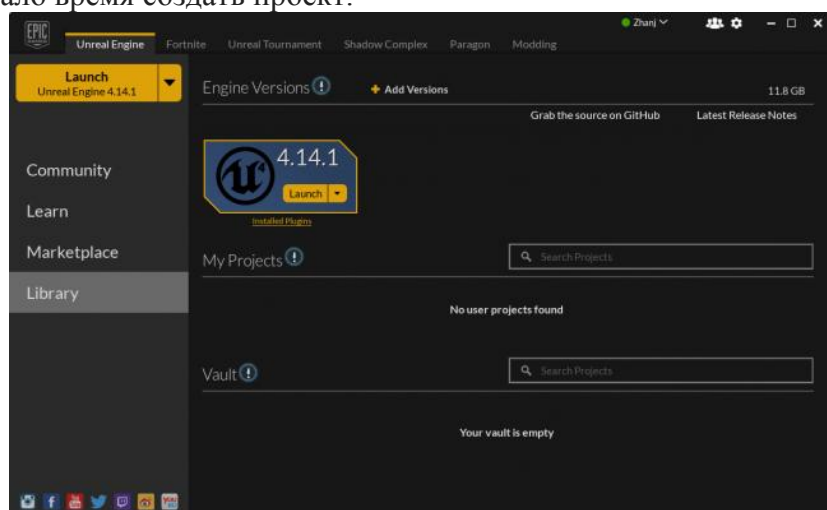 ало время создать проект.
EPIC
Zhanj
Unreal Engine Fortnite Unreal Tournament Shadow Complex Paragon Modding
Launch
Unreal Engine 4.14.1
Engine Versions + Add Versions 11.8 GB
Grab the source on GitHub Latest Release Notes
4.14.1
Launch
Installed Plugins
Community
Learn
Marketplace
Library
My Projects Search Projects
No user projects found
Vault Search Projects
Your vault is empty